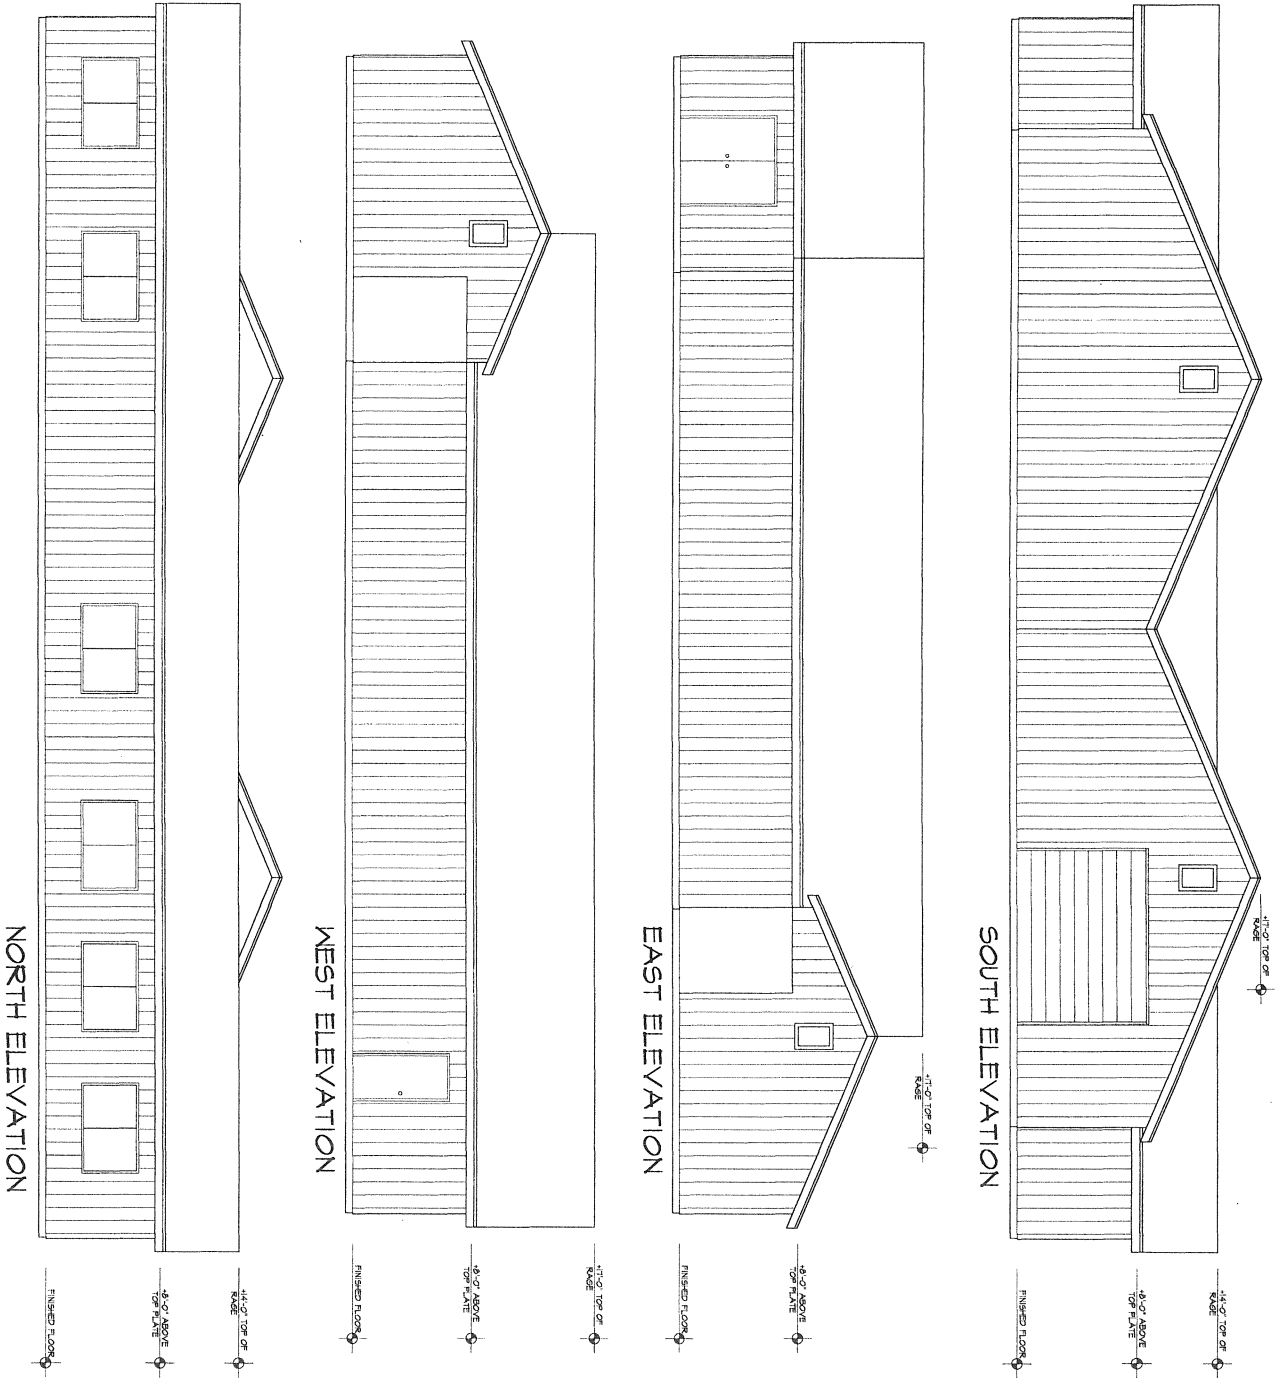 +17'-0" TOP OF
RAGE
SOUTH ELEVATION
+14'-0" TOP OF
RAGE
+8'-0" ABOVE
TOP PLATE
FINISHED FLOOR
+17'-0" TOP OF
RAGE
EAST ELEVATION
+8'-0" ABOVE
TOP PLATE
FINISHED FLOOR
WEST ELEVATION
+17'-0" TOP OF
RAGE
+8'-0" ABOVE
TOP PLATE
FINISHED FLOOR
NORTH ELEVATION
+14'-0" TOP OF
RAGE
+8'-0" ABOVE
TOP PLATE
FINISHED FLOOR